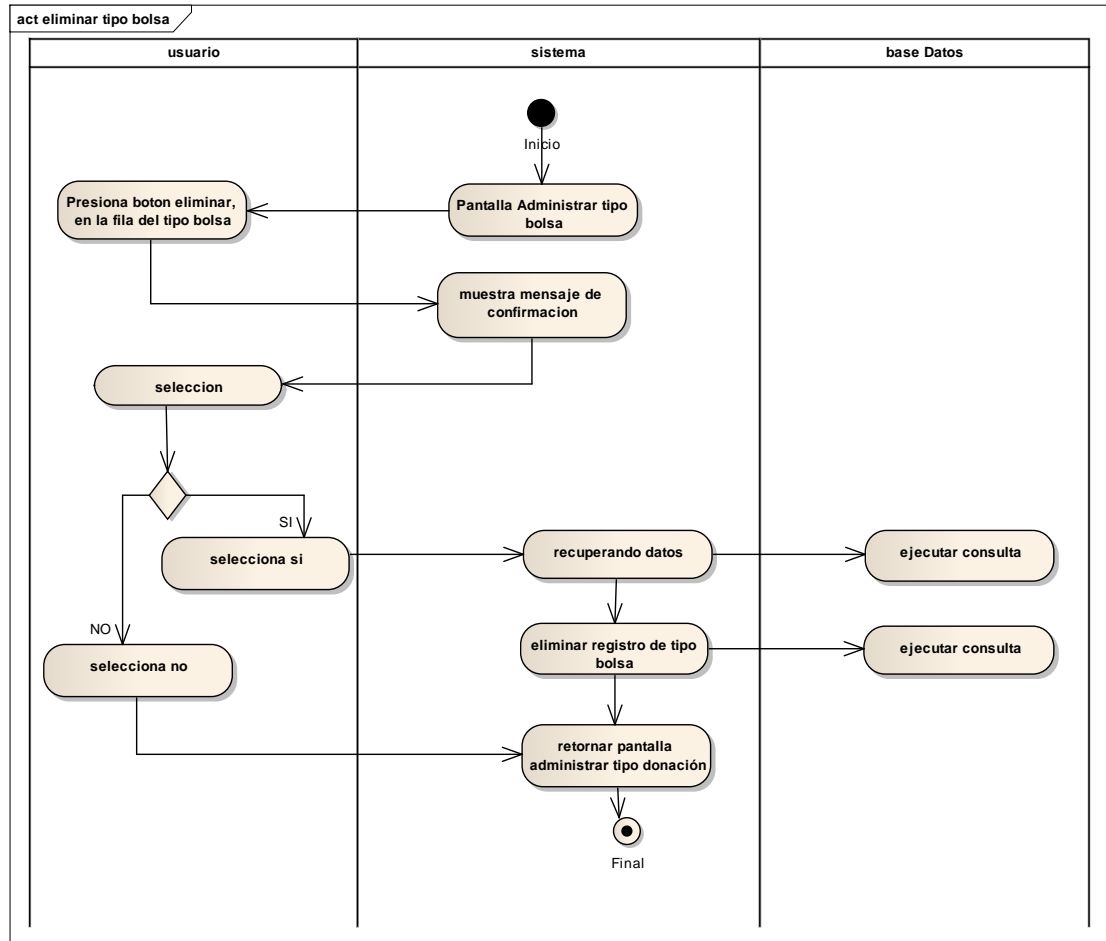 act eliminar tipo bolsa
usuario
sistema
base Datos
Inicio
Presiona boton eliminar,
en la fila del tipo bolsa
Pantalla Administrar tipo
bolsa
muestra mensaje de
confirmacion
seleccion
SI
selecciona si
recuperando datos
ejecutar consulta
NO
selecciona no
eliminar registro de tipo
bolsa
ejecutar consulta
retornar pantalla
administrar tipo donación
Final